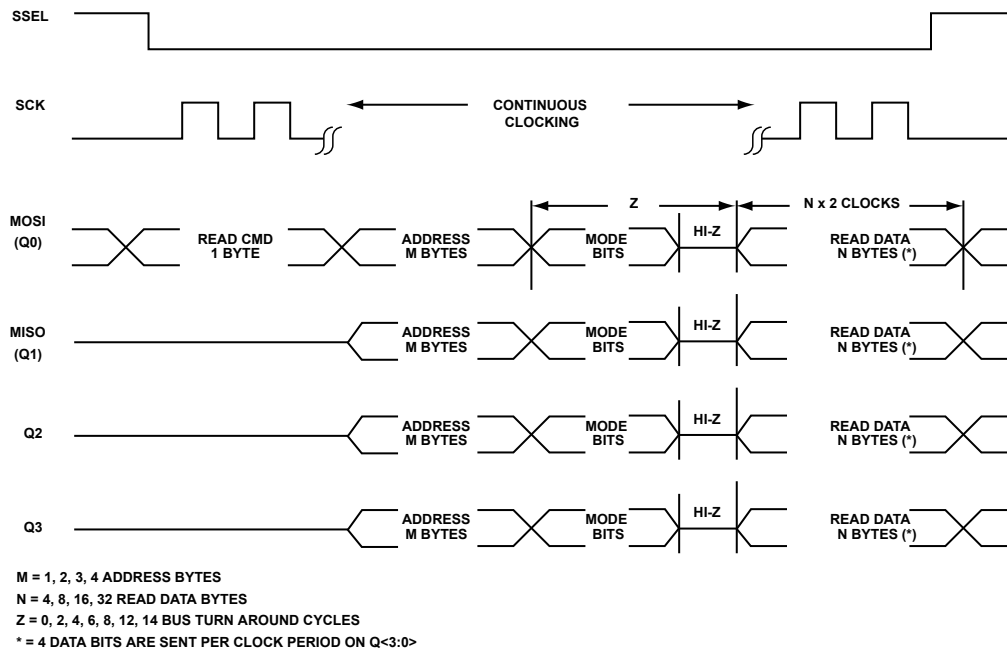 SSEL
SCK
CONTINUOUS
CLOCKING
Z
N x 2 CLOCKS
MOSI
(Q0)
READ CMD
1 BYTE
ADDRESS
M BYTES
MODE
BITS
HI-Z
READ DATA
N BYTES (*)
MISO
(Q1)
ADDRESS
M BYTES
MODE
BITS
HI-Z
READ DATA
N BYTES (*)
Q2
ADDRESS
M BYTES
MODE
BITS
HI-Z
READ DATA
N BYTES (*)
Q3
ADDRESS
M BYTES
MODE
BITS
HI-Z
READ DATA
N BYTES (*)
M = 1, 2, 3, 4 ADDRESS BYTES
N = 4, 8, 16, 32 READ DATA BYTES
Z = 0, 2, 4, 6, 8, 12, 14 BUS TURN AROUND CYCLES
* = 4 DATA BITS ARE SENT PER CLOCK PERIOD ON Q<3:0>